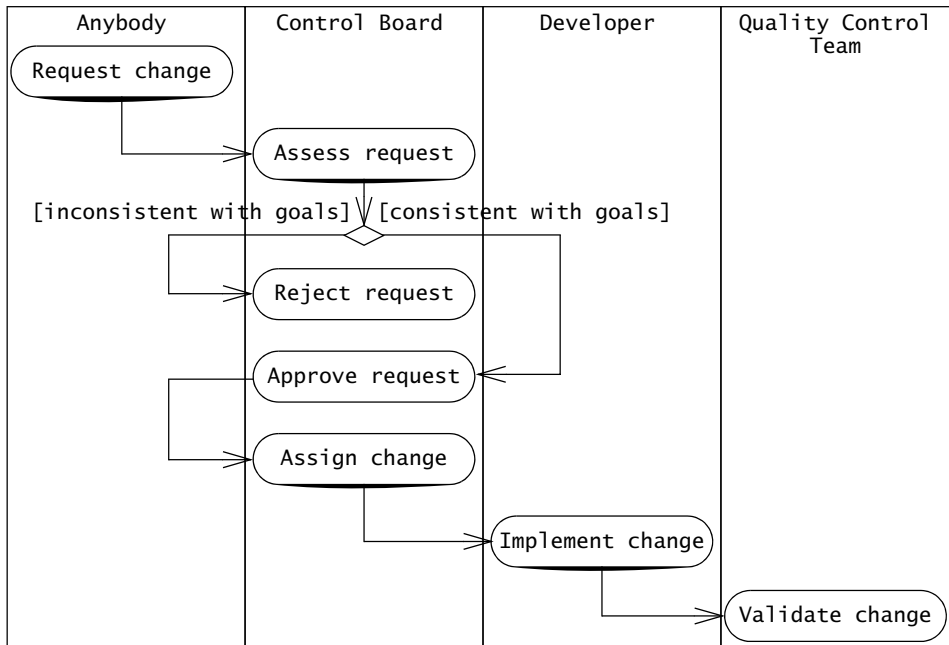 Anybody
Control Board
Developer
Quality Control
Team
Request change
Assess request
[inconsistent with goals]
[consistent with goals]
Reject request
Approve request
Assign change
Implement change
Validate change